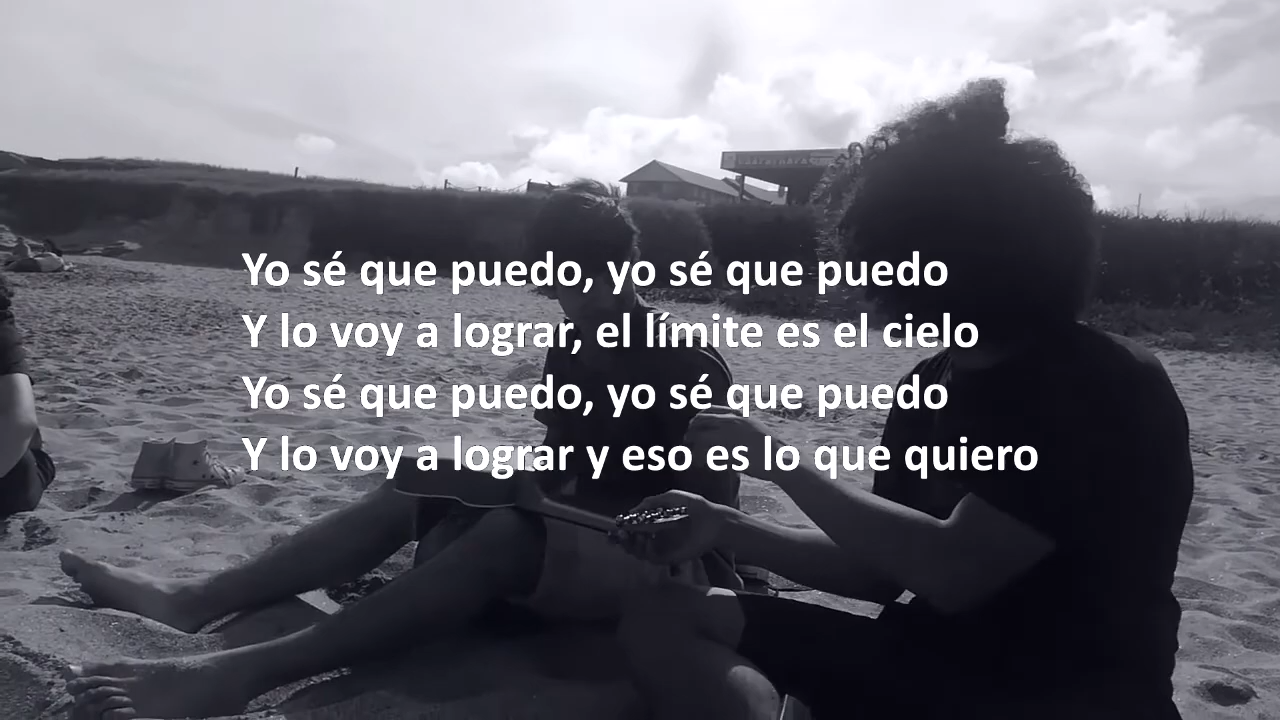 Yo sé que puedo, yo sé que puedo
Y lo voy a lograr, el límite es el cielo
Yo sé que puedo, yo sé que puedo
Y lo voy a lograr y eso es lo que quiero